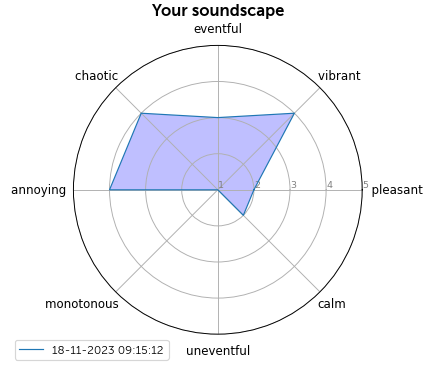 Your soundscape
eventful
chaotic
vibrant
annoying
1
2
3
4
5
pleasant
monotonous
calm
uneventful
18-11-2023 09:15:12